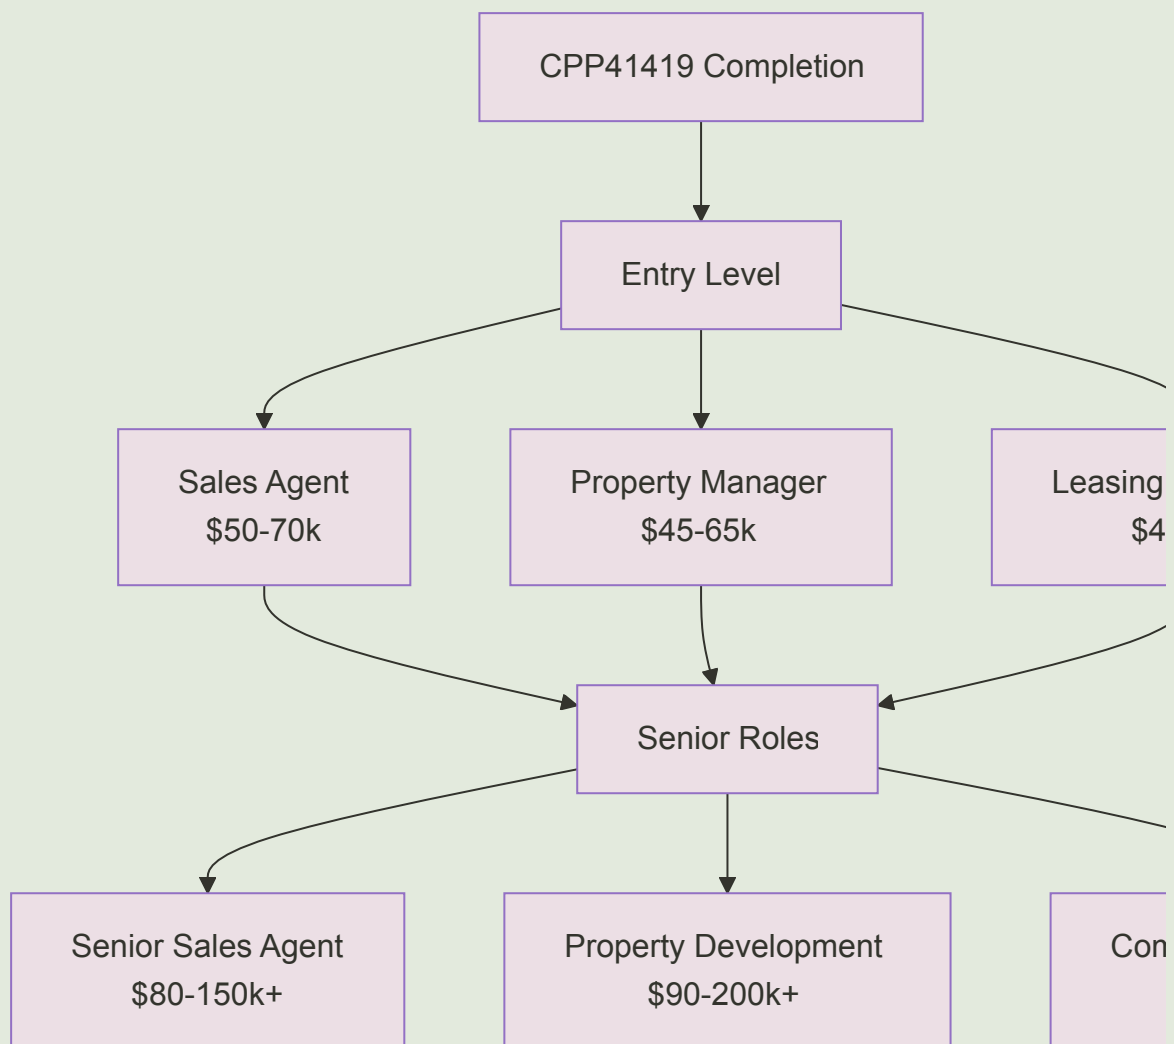 CPP41419 Completion
Entry Level
Sales Agent
$50-70k
Property Manager
$45-65k
Leasing
$4
Senior Roles
Senior Sales Agent
$80-150k+
Property Development
$90-200k+